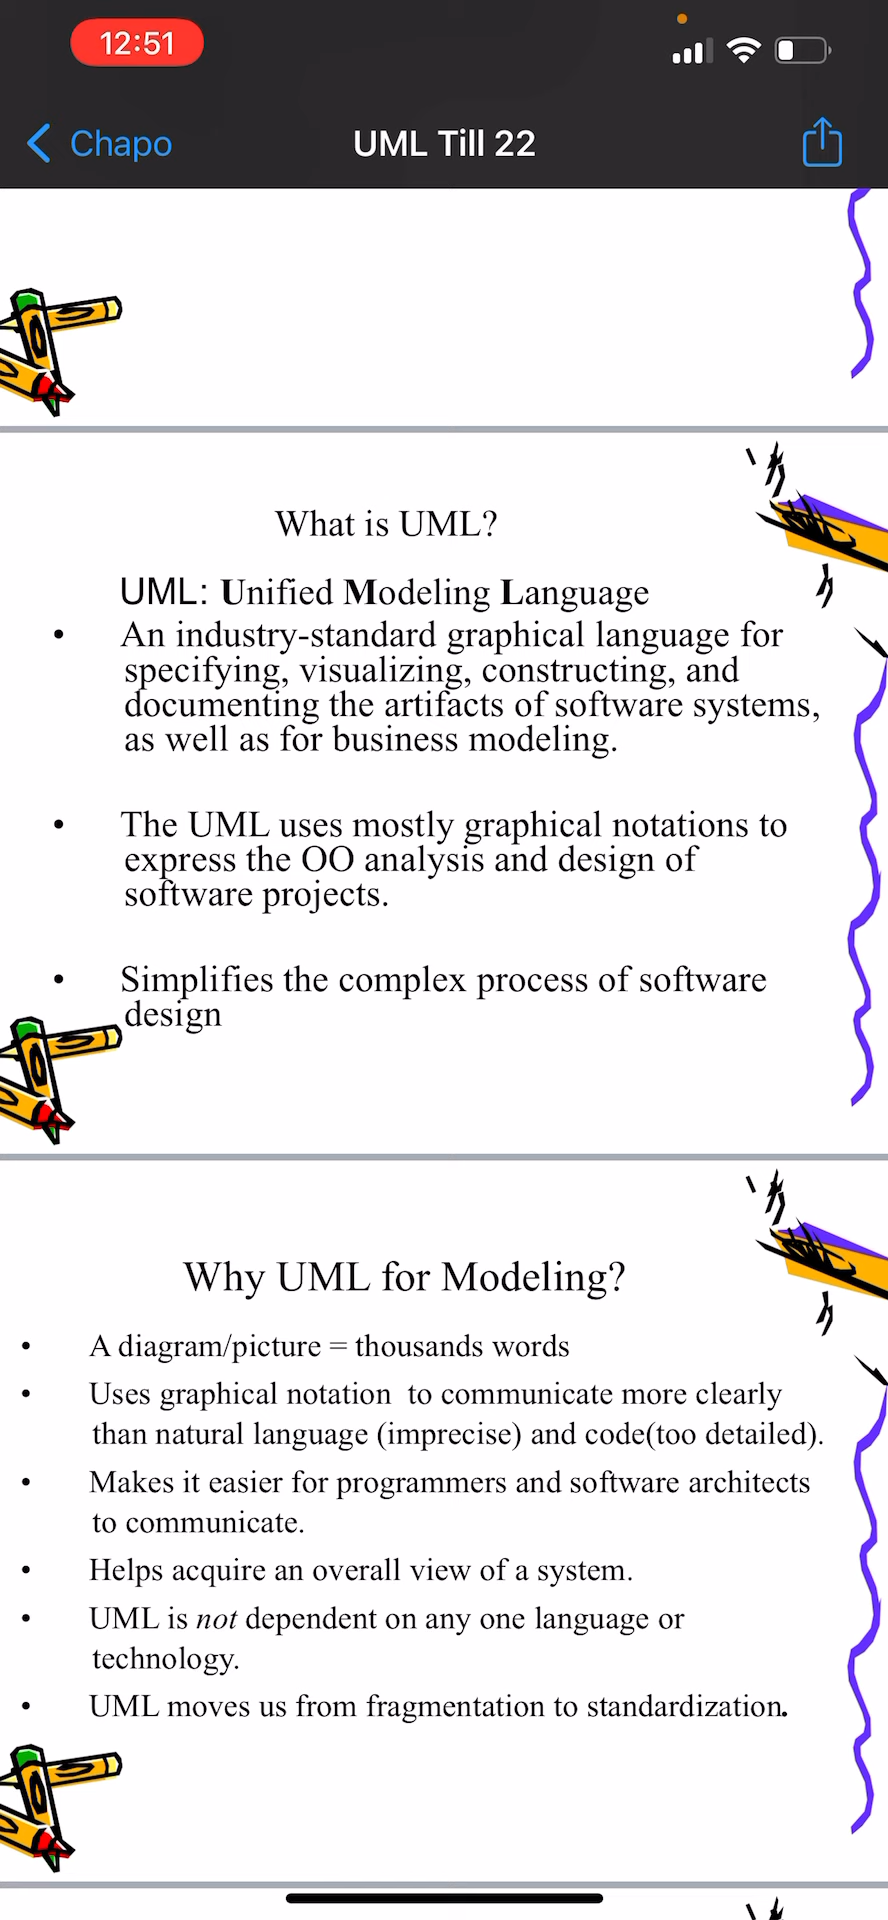 12:51
Chapo
UML Till 22
What is UML?
UML: Unified Modeling Language
• An industry-standard graphical language for
specifying, visualizing, constructing, and
documenting the artifacts of software systems,
as well as for business modeling.
• The UML uses mostly graphical notations to
express the OO analysis and design of
software projects.
• Simplifies the complex process of software
design
Why UML for Modeling?
• A diagram/picture = thousands words
• Uses graphical notation to communicate more clearly
than natural language (imprecise) and code(too detailed).
• Makes it easier for programmers and software architects
to communicate.
• Helps acquire an overall view of a system.
• UML is not dependent on any one language or
technology.
• UML moves us from fragmentation to standardization.